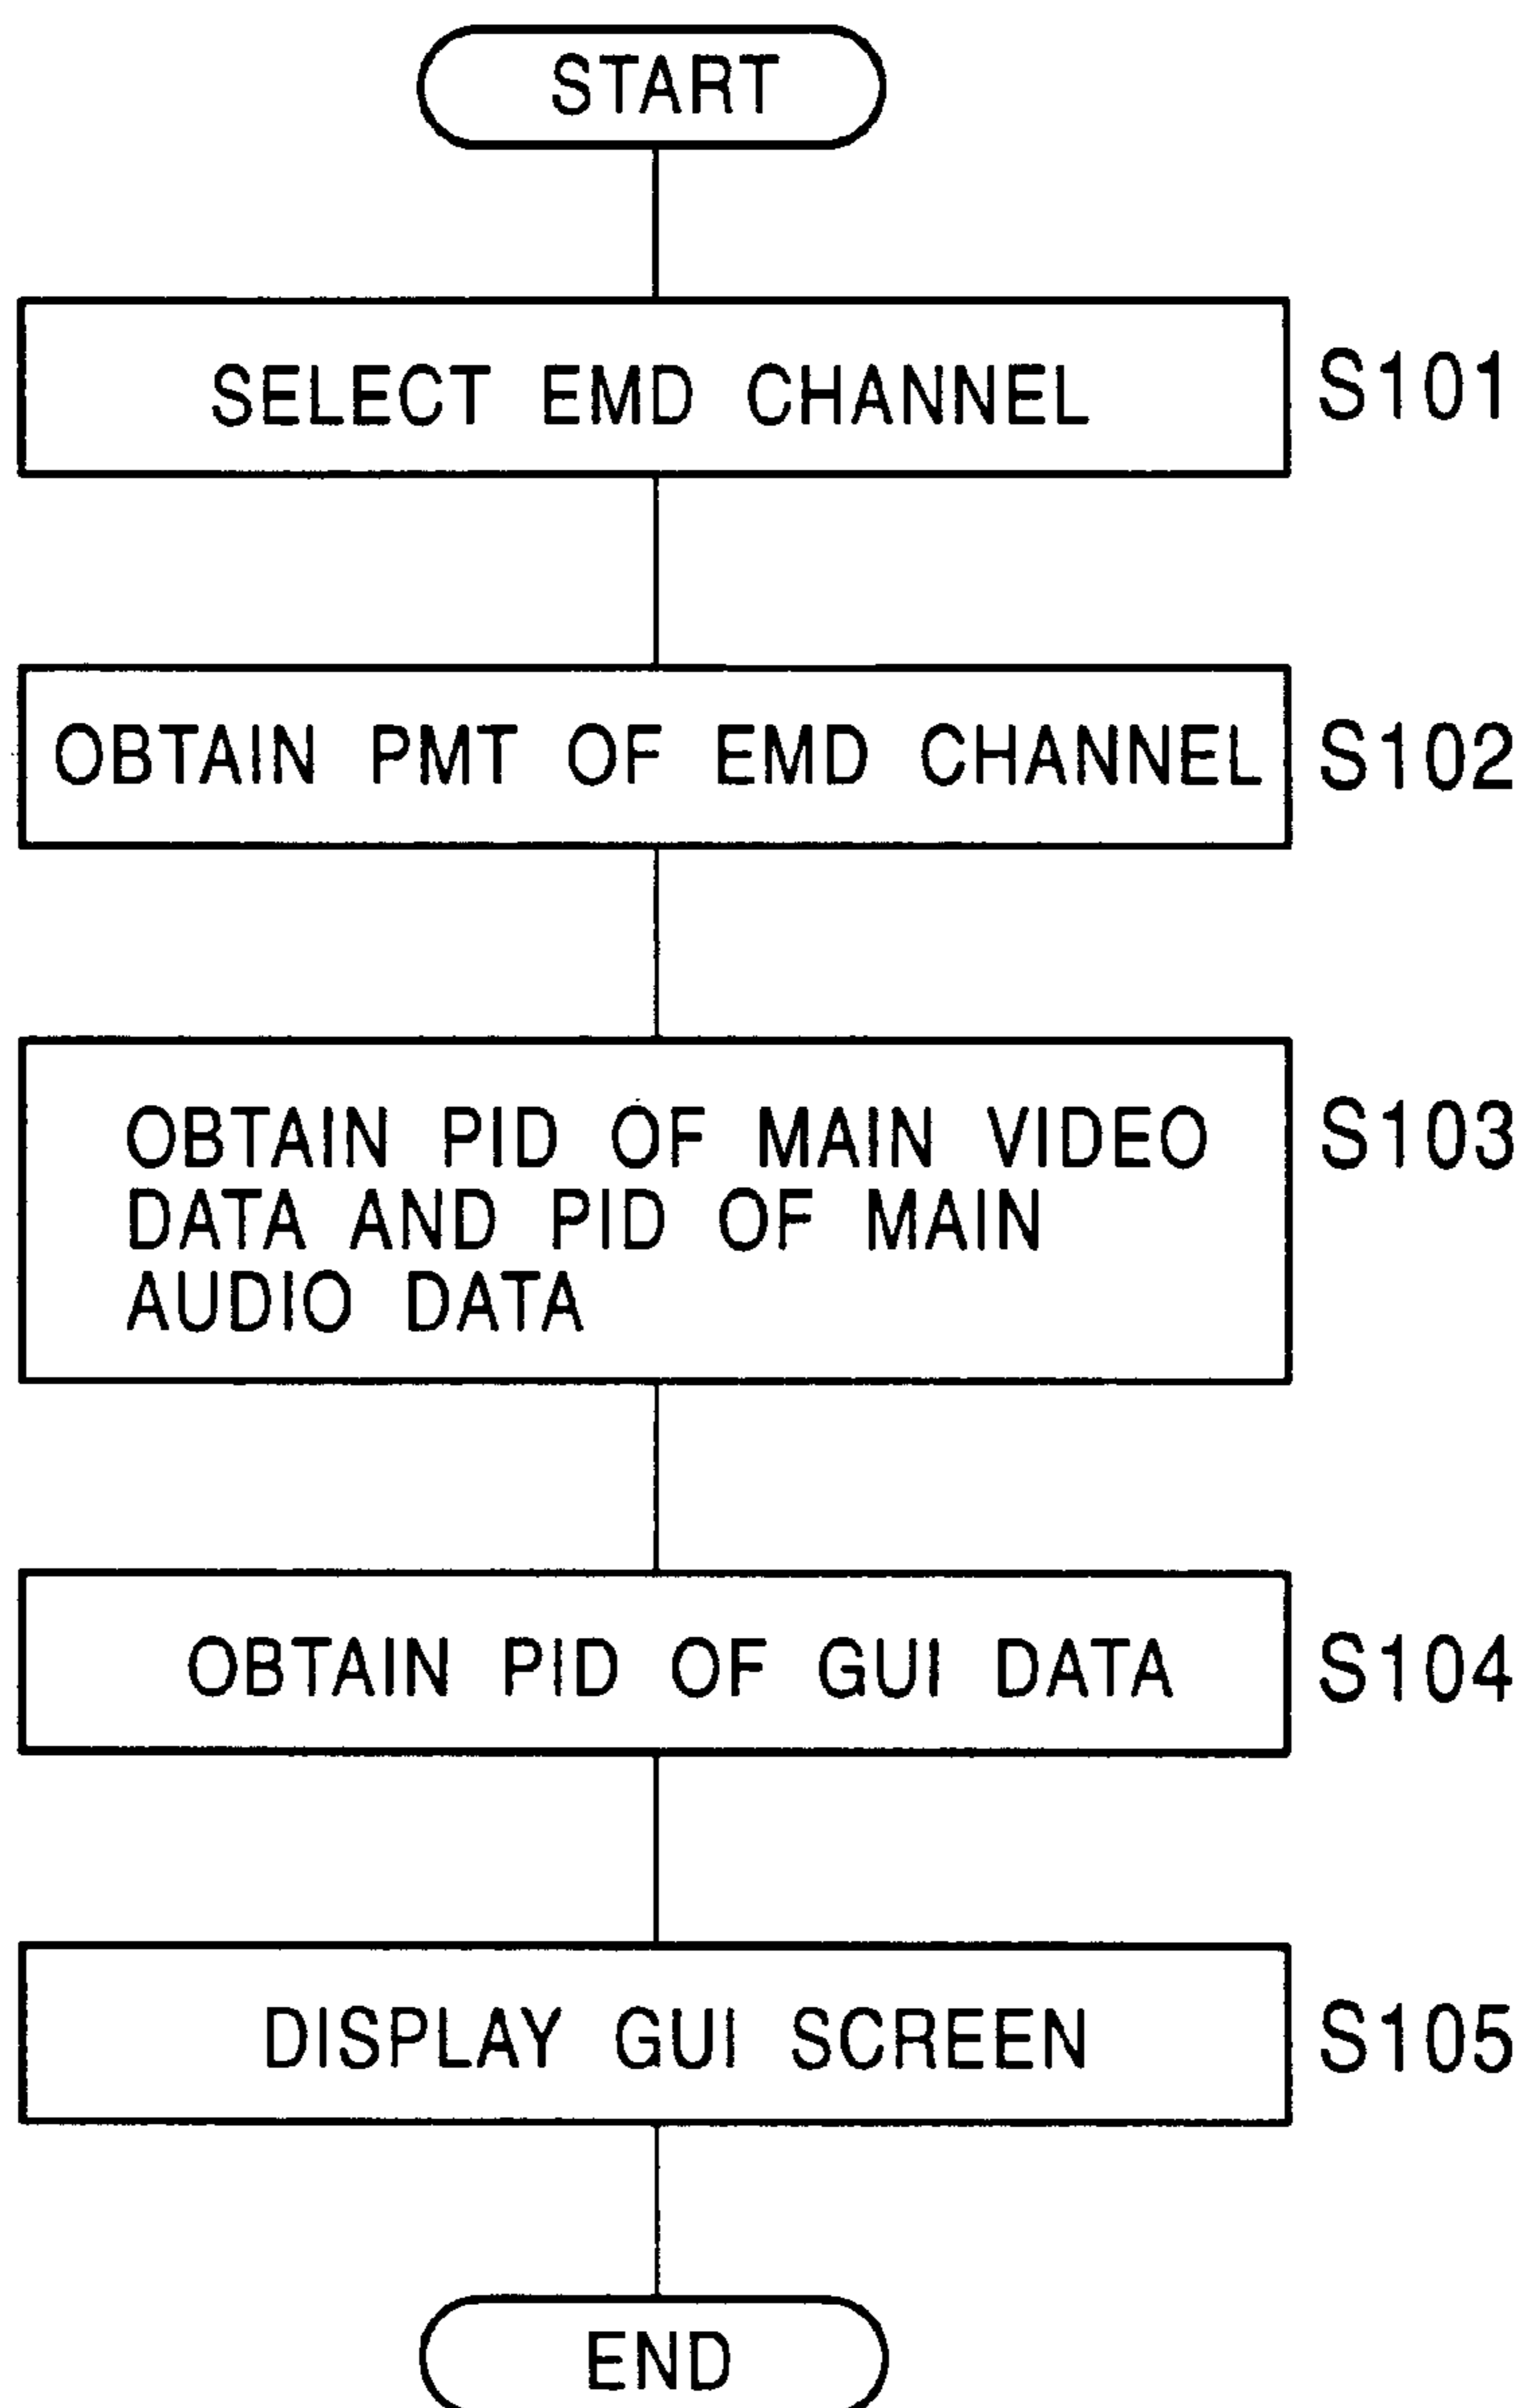 START
SELECT EMD CHANNEL
S101
OBTAIN PMT OF EMD CHANNEL
S102
OBTAIN PID OF MAIN VIDEO
DATA AND PID OF MAIN
AUDIO DATA
S103
OBTAIN PID OF GUI DATA
S104
DISPLAY GUI SCREEN
S105
END